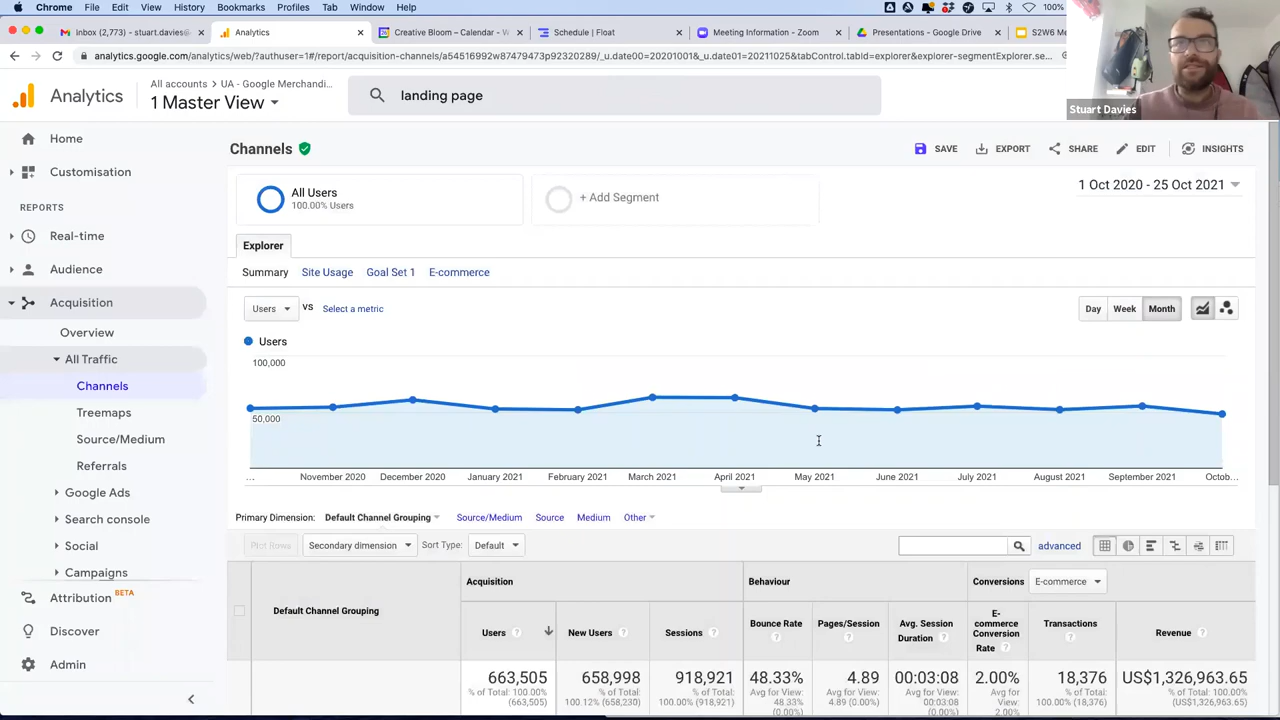 Chrome File Edit View History Bookmarks Profiles Tab Window Help 100%
Inbox (2,773) - stuart.davies@ × Analytics × Creative Bloom – Calendar - W × Schedule | Float × Meeting Information - Zoom × Presentations – Google Drive × S2W6 Me
analytics.google.com/analytics/web/?authuser=1#/report/acquisition-channels/a54516992w87479473p92320289/_u.date00=20201001&_u.date01=20211025&explorer-tabControl.tabId=explorer&explorer-segmentExplorer.se...
Stuart Davies
Analytics
All accounts > UA - Google Merchandi...
1 Master View
landing page
Home
Customisation
REPORTS
Real-time
Audience
Acquisition
Overview
All Traffic
Channels
Treemaps
Source/Medium
Referrals
Google Ads
Search console
Social
Campaigns
Attribution BETA
Discover
Admin
Channels
SAVE EXPORT SHARE EDIT INSIGHTS
All Users
100.00% Users
+ Add Segment
1 Oct 2020 - 25 Oct 2021
Explorer
Summary Site Usage Goal Set 1 E-commerce
Users VS Select a metric
Day Week Month
Users
100,000
50,000
... November 2020 December 2020 January 2021 February 2021 March 2021 April 2021 May 2021 June 2021 July 2021 August 2021 September 2021 Octob...
Primary Dimension: Default Channel Grouping Source/Medium Source Medium Other
Plot Rows Secondary dimension Sort Type: Default advanced
Default Channel Grouping
Acquisition
Behaviour
Conversions E-commerce
Users ?
New Users ?
Sessions ?
Bounce Rate ?
Pages/Session ?
Avg. Session Duration ?
E-commerce Conversion Rate ?
Transactions ?
Revenue ?
663,505
% of Total: 100.00%
(663,505)
658,998
% of Total:
100.12% (658,230)
918,921
% of Total:
100.00% (918,921)
48.33%
Avg for View:
48.33%
(0.00%)
4.89
Avg for View:
4.89 (0.00%)
00:03:08
Avg for View:
00:03:08
(0.00%)
2.00%
Avg for
View:
2.00%
18,376
% of Total:
100.00% (18,376)
US$1,326,963.65
% of Total: 100.00%
(US$1,326,963.65)